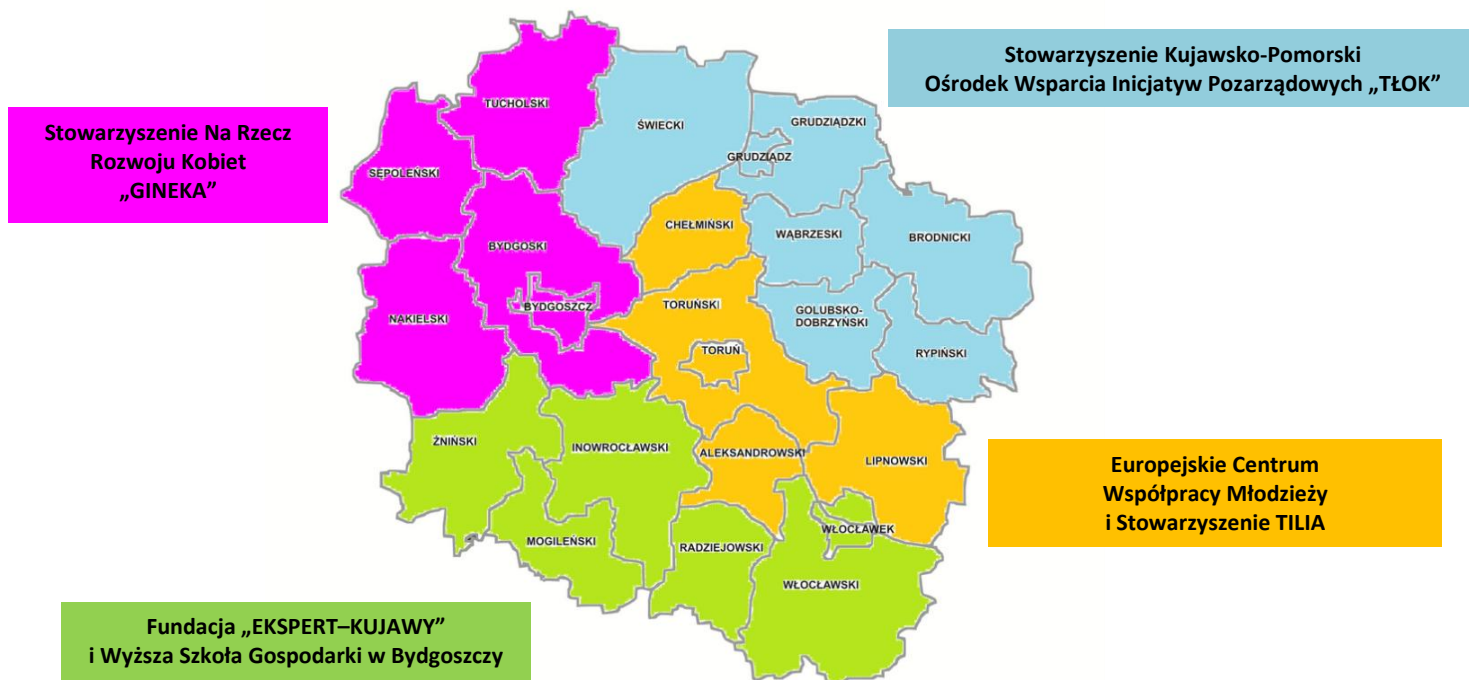 Stowarzyszenie Kujawsko-Pomorski
Ośrodek Wsparcia Inicjatyw Pozarządowych „TŁOK”
Stowarzyszenie Na Rzecz
Rozwoju Kobiet
„GINEKA”
TUCHOLSKI
ŚWIECKI
GRUDZIĄDZKI
GRUDZIĄDZ
SĘPOLEŃSKI
CHEŁMIŃSKI
WĄBRZESKI
BRODNICKI
BYDGOSKI
BYDGOSZCZ
TORUŃSKI
GOLUBSKO-
DOBRZYŃSKI
NAKIELSKI
TORUŃ
RYPIŃSKI
ŻNIŃSKI
INOWROCŁAWSKI
ALEKSANDROWSKI
LIPNOWSKI
Europejskie Centrum
Współpracy Młodzieży
i Stowarzyszenie TILIA
MOGILEŃSKI
RADZIEJOWSKI
WŁOCŁAWEK
WŁOCŁAWSKI
Fundacja „EKSPERT–KUJAWY”
i Wyższa Szkoła Gospodarki w Bydgoszczy